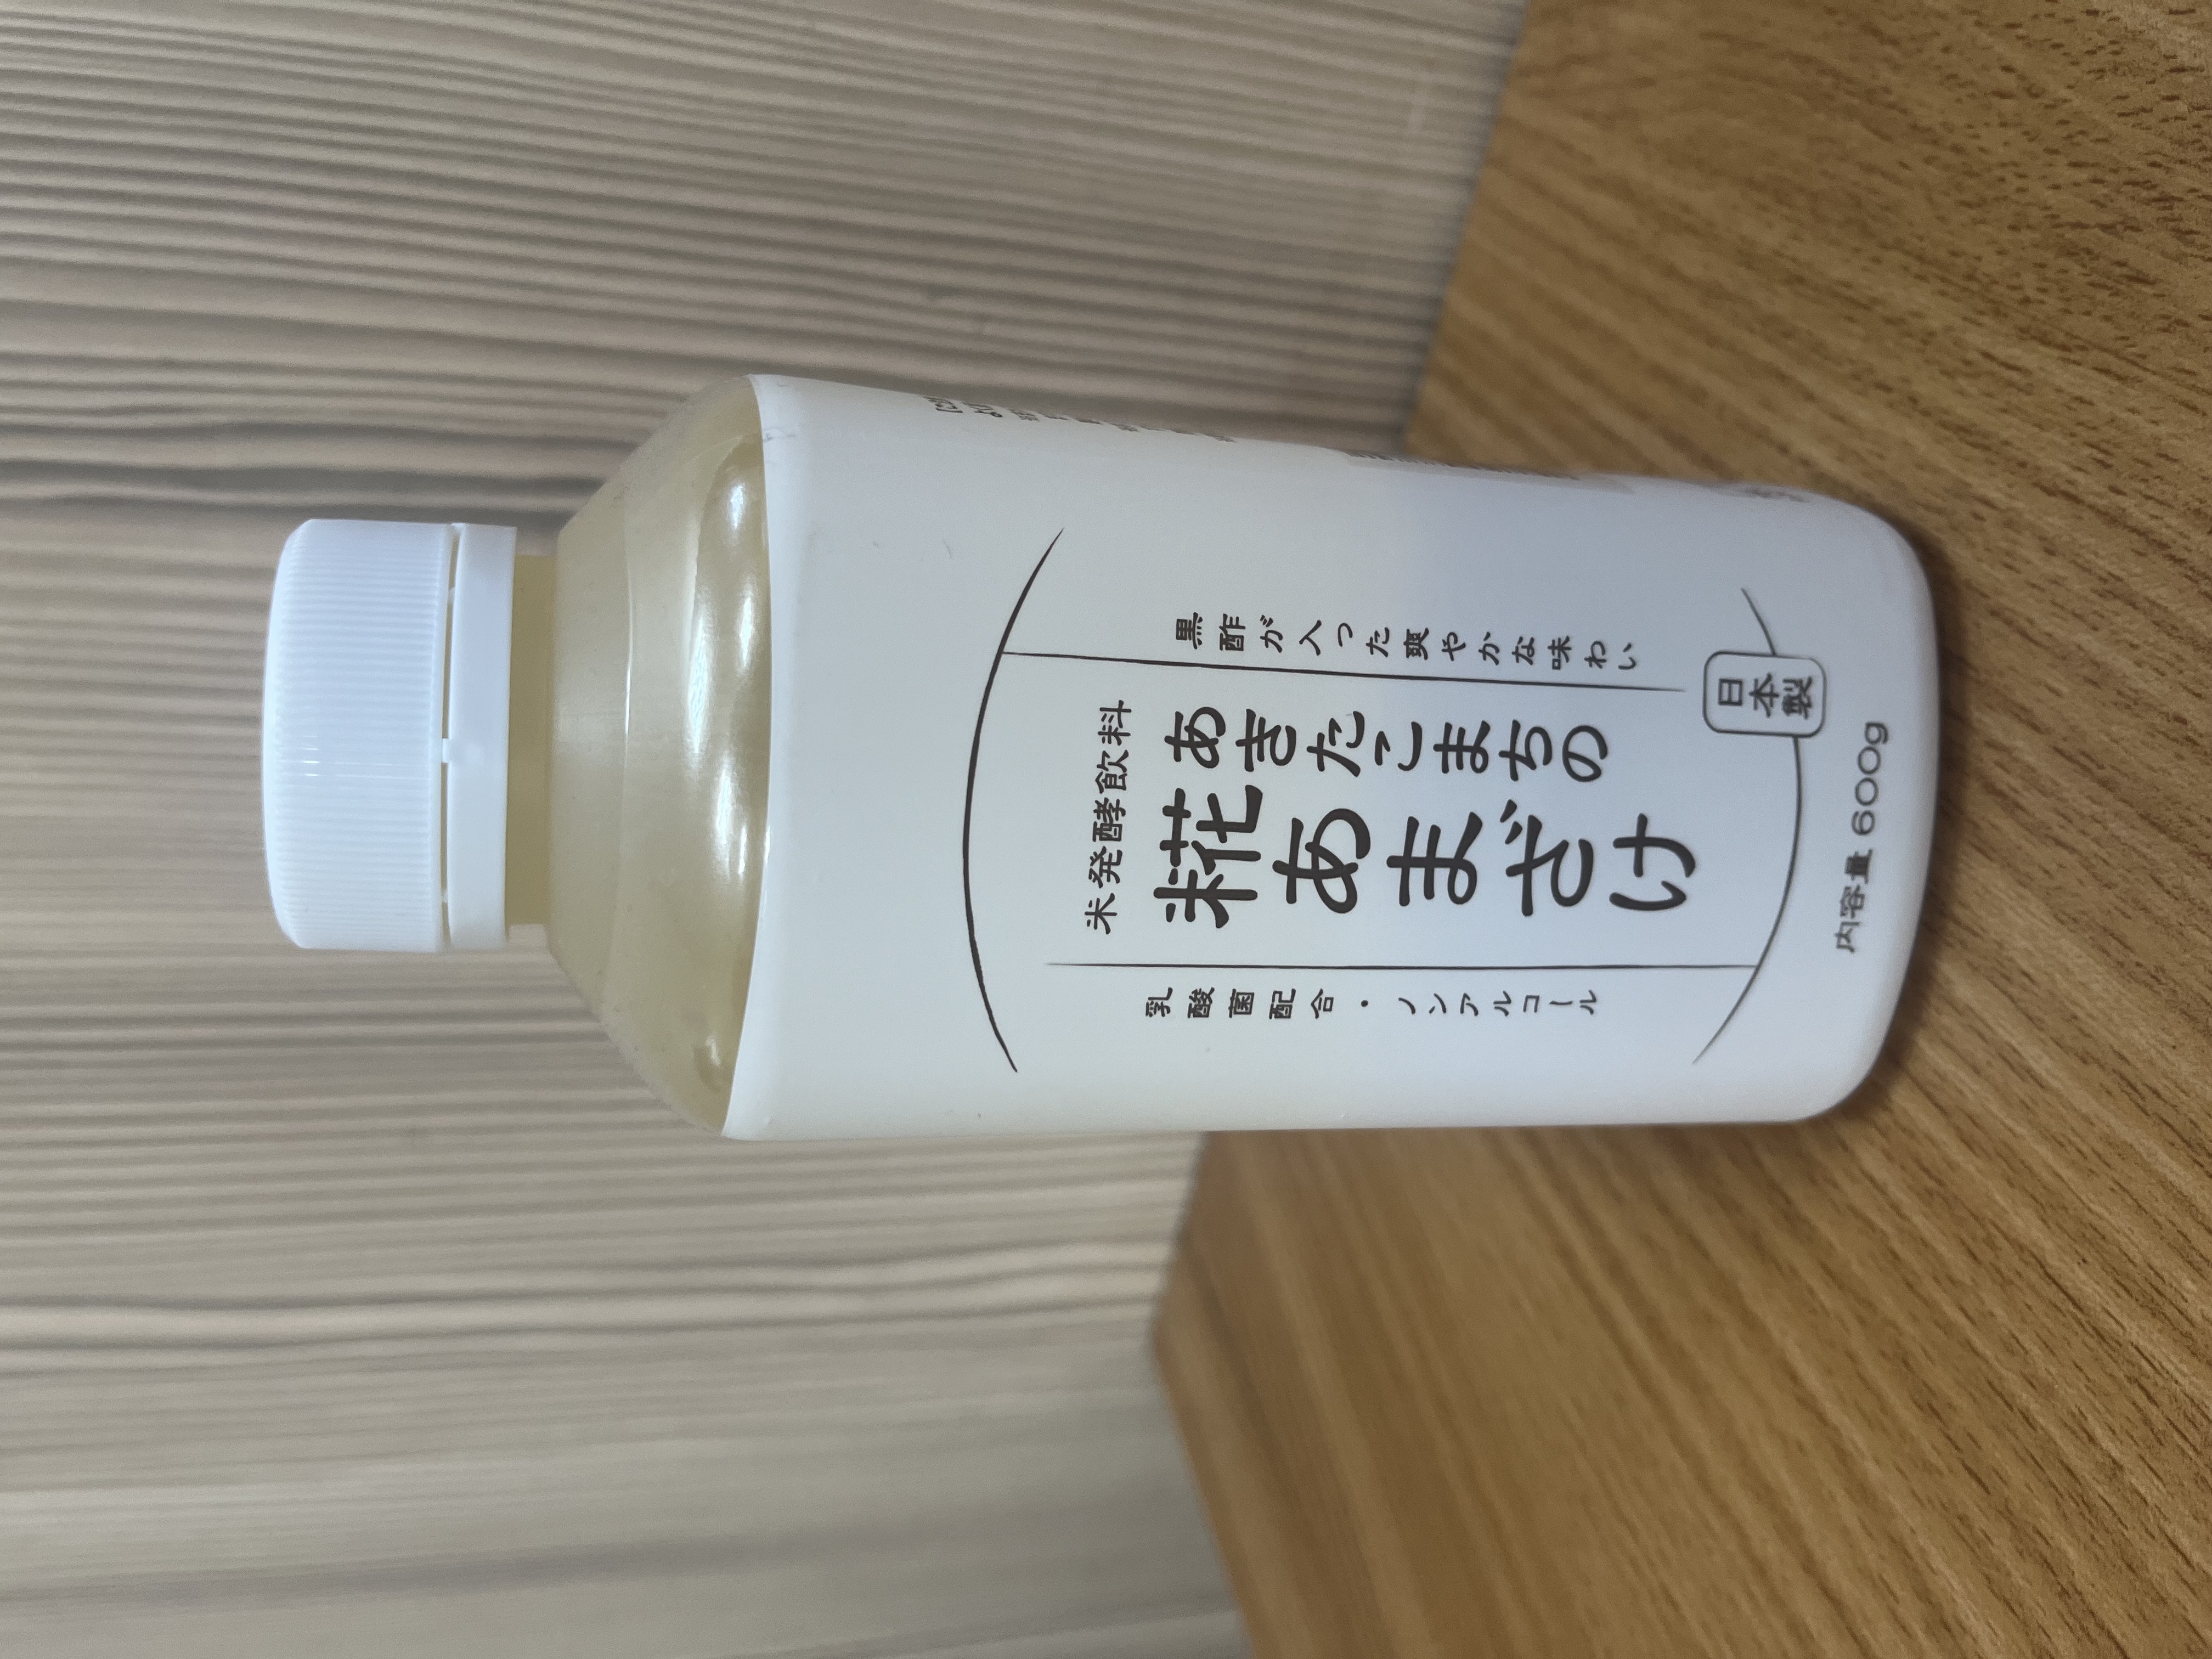 米発酵飲料
黒酢が入った爽やかな味わい
あきたこまちの
糀あまざけ
乳酸菌配合・ノンアルコール
日本製
内容量 600g